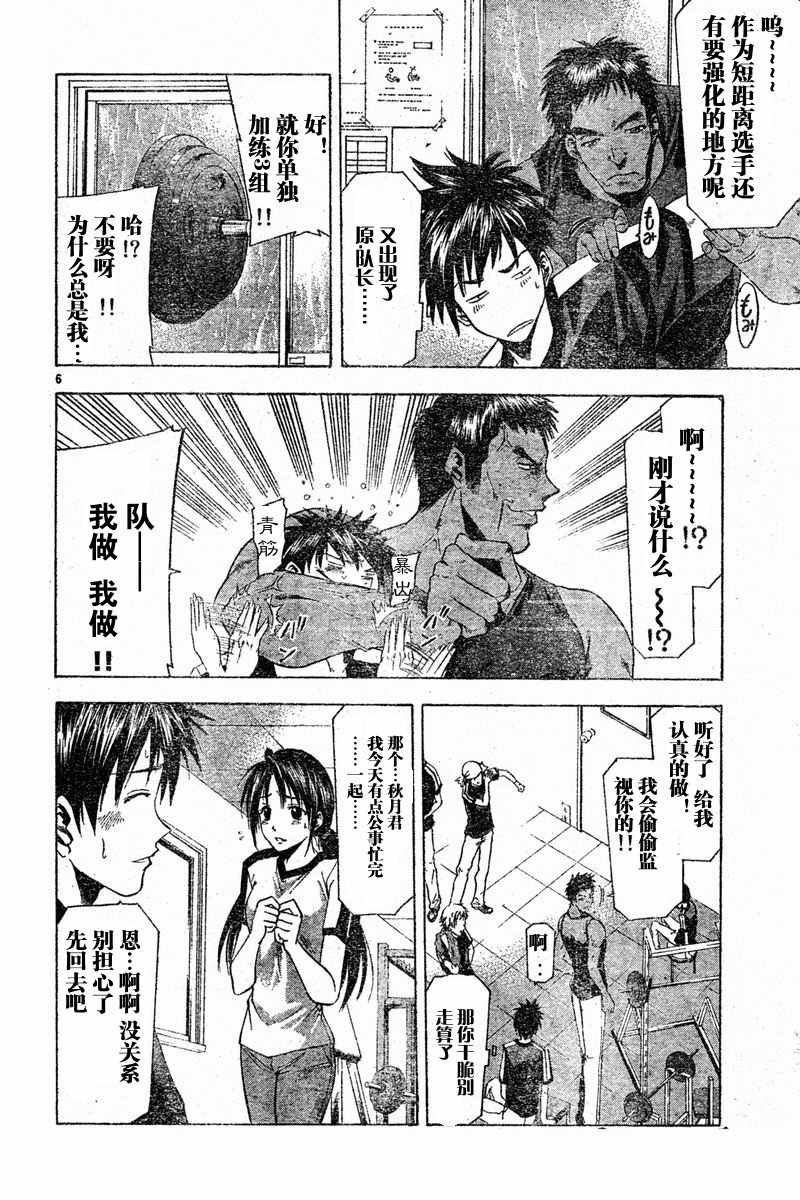 呜~~~~
作为短距离选手还
有要强化的地方呢
もみ
もみ
又出现了
原·队长……
好！
就你单独
加练3组
!!
哈!?
不要呀 !!
为什么总是我…
6
啊~~~~~!?
刚才说什么~~!?
暴出
青筋
队——
我做 我做 !!
听好了 给我
认真的做！
我会偷偷监
视你的!!
啊...
那你干脆别
走算了
那个…秋月君
我今天有点公事忙完
……一起……
恩…啊啊 没关系
别担心了
先回去吧